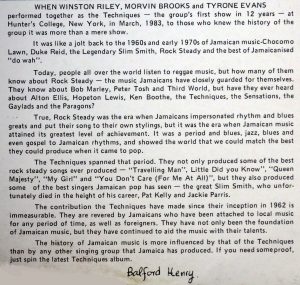 WHEN WINSTON RILEY, MORVIN BROOKS and TYRONE EVANS
performed together as the Techniques — the group's first show in 12 years — at
Hunter's College, New York, in March, 1983, to those who knew the history of the
group it was more than a mere show.
It was like a jolt back to the 1960s and early 1970s of Jamaican music-Chocomo
Lawn, Duke Reid, the Legendary Slim Smith, Rock Steady and the best of Jamaicanised
"do wah".
Today, people all over the world listen to reggae music, but how many of them
know about Rock Steady — the music Jamaicans have closely guarded for themselves.
They know about Bob Marley, Peter Tosh and Third World, but have they ever heard
about Alton Ellis, Hopeton Lewis, Ken Boothe, the Techniques, the Sensations, the
Gaylads and the Paragons?
True, Rock Steady was the era when Jamaicans impersonated rhythm and blues
greats and put their song to their own stylings, but it was the era when Jamaican music
attained its greatest level of achievement. It was a period and blues, jazz, blues and
even gospel to Jamaican rhythms, and showed the world that we could match the best
they could produce when it came to pop.
The Techniques spanned that period. They not only produced some of the best
rock steady songs ever produced — "Travelling Man", Little Did you Know", "Queen
Majesty", "My Girl" and "You Don't Care (For Me At All)", but they also produced
some of the best singers Jamaican pop has seen — the great Slim Smith, who unfor-
tunately died in the height of his career, Pat Kelly and Jackie Parris.
The contribution the Techniques have made since their inception in 1962 is
immeasurable. They are revered by Jamaicans who have been attached to local music
for any period of time, as well as foreigners. They have not only been the foundation
of Jamaican music, but they have continued to aid the music with their talents.
The history of Jamaican music is more influenced by that of the Techniques
than by any other singing group that Jamaica has produced. If you need some proof,
just spin the latest Techniques album.
Balford Henry